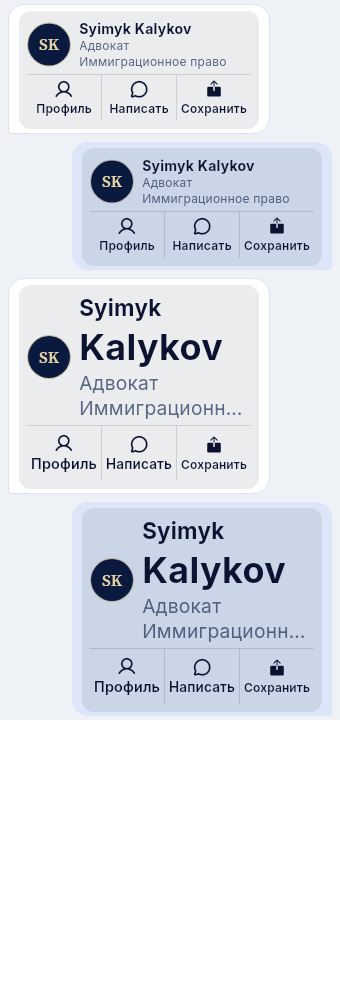 SK
Syimyk Kalykov
Адвокат
Иммиграционное право
Профиль Написать Сохранить
SK
Syimyk Kalykov
Адвокат
Иммиграционное право
Профиль Написать Сохранить
SK
Syimyk
Kalykov
Адвокат
Иммиграционн...
Профиль Написать Сохранить
SK
Syimyk
Kalykov
Адвокат
Иммиграционн...
Профиль Написать Сохранить